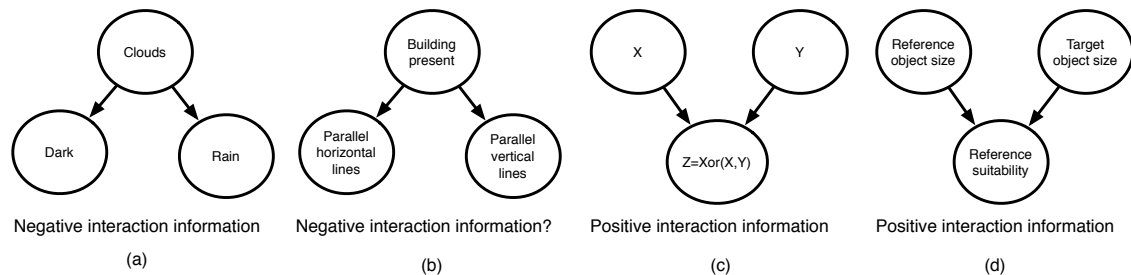 Clouds
Dark
Rain
Negative interaction information
(a)
Building
present
Parallel
horizontal
lines
Parallel
vertical
lines
Negative interaction information?
(b)
X
Y
Z=Xor(X,Y)
Positive interaction information
(c)
Reference
object size
Target
object size
Reference
suitability
Positive interaction information
(d)